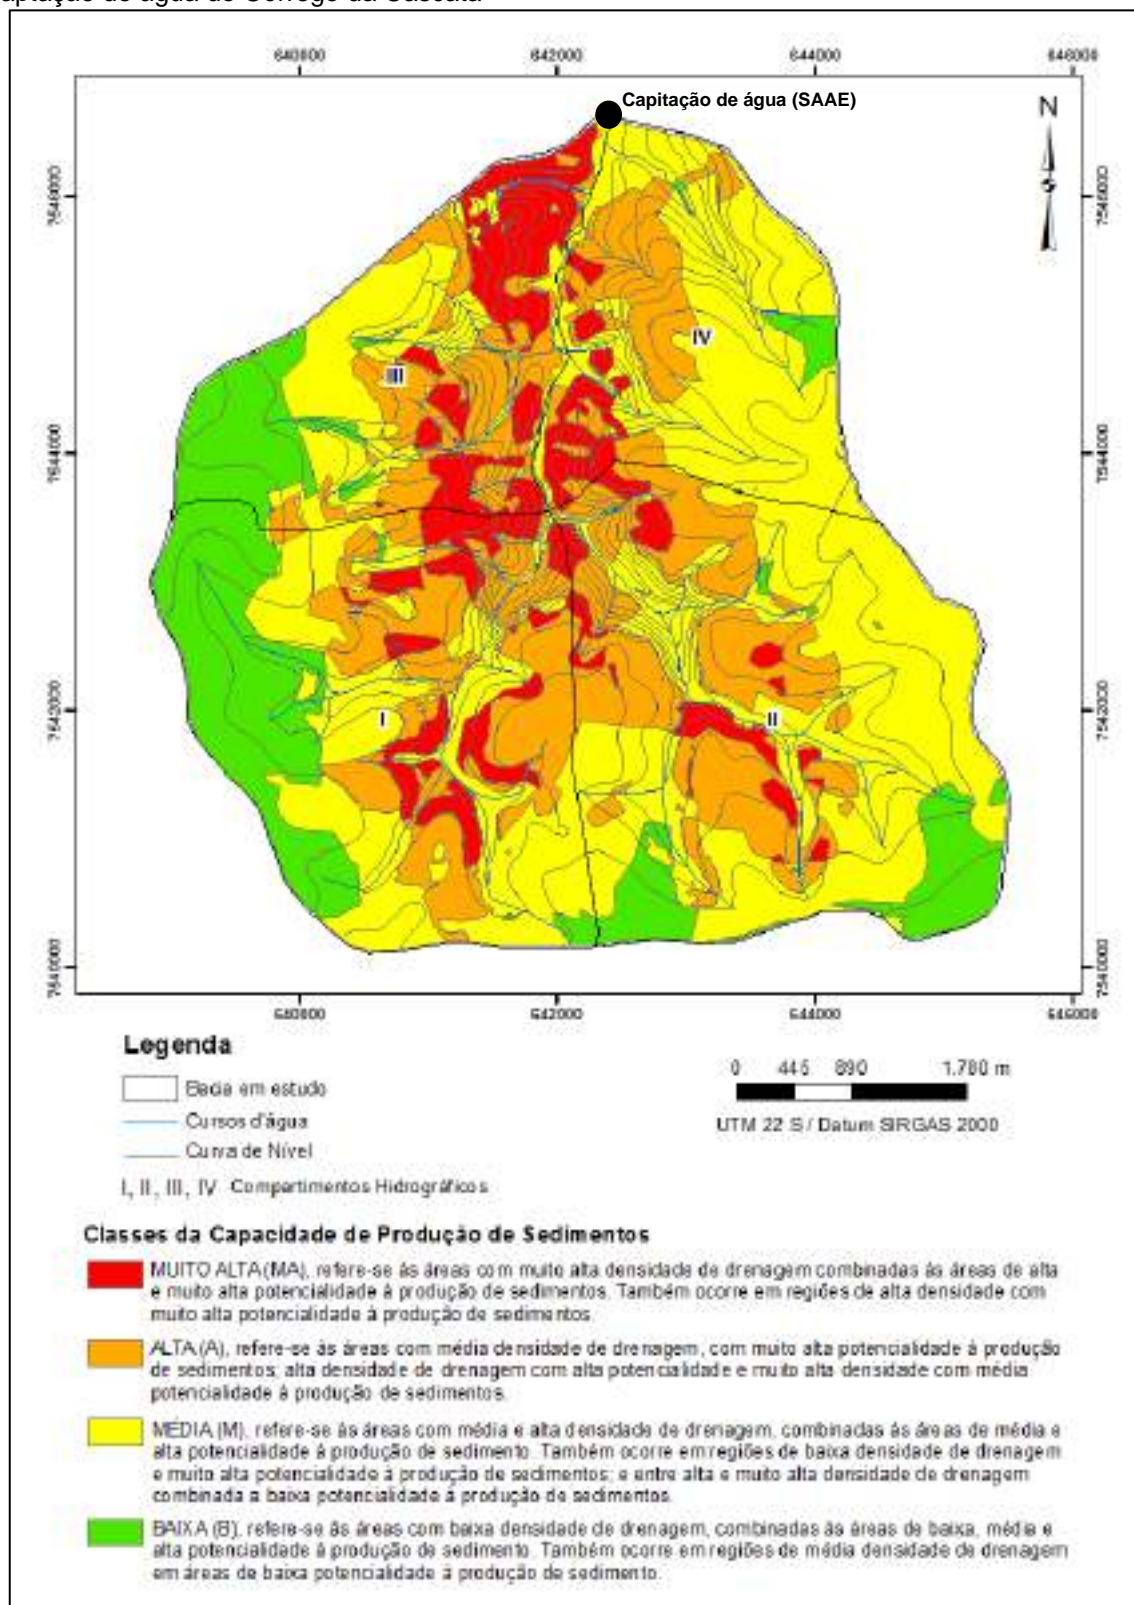 aptação de água do Córrego da Cascata
640000 642000 644000 646000
Capitação de água (SAAE)
N
7546000 7546000
IV
III
7544000 7544000
I
II
7542000 7542000
7540000 7540000
640000 642000 644000 646000
Legenda
Bacia em estudo
Cursos d'água
Curva de Nível
I, II, III, IV Compartimentos Hidrográficos
0 445 890 1.780 m
UTM 22 S / Datum SIRGAS 2000
Classes da Capacidade de Produção de Sedimentos
MUITO ALTA (MA), refere-se às áreas com muito alta densidade de drenagem combinadas às áreas de alta
e muito alta potencialidade à produção de sedimentos. Também ocorre em regiões de alta densidade com
muito alta potencialidade à produção de sedimentos.
ALTA (A), refere-se às áreas com média densidade de drenagem, com muito alta potencialidade à produção
de sedimentos; alta densidade de drenagem com alta potencialidade e muito alta densidade com média
potencialidade à produção de sedimentos.
MÉDIA (M), refere-se às áreas com média e alta densidade de drenagem, combinadas às áreas de média e
alta potencialidade à produção de sedimento. Também ocorre em regiões de baixa densidade de drenagem
e muito alta potencialidade à produção de sedimentos; e entre alta e muito alta densidade de drenagem
combinada a baixa potencialidade à produção de sedimentos.
BAIXA (B), refere-se às áreas com baixa densidade de drenagem, combinadas às áreas de baixa, média e
alta potencialidade à produção de sedimento. Também ocorre em regiões de média densidade de drenagem
em áreas de baixa potencialidade à produção de sedimento.